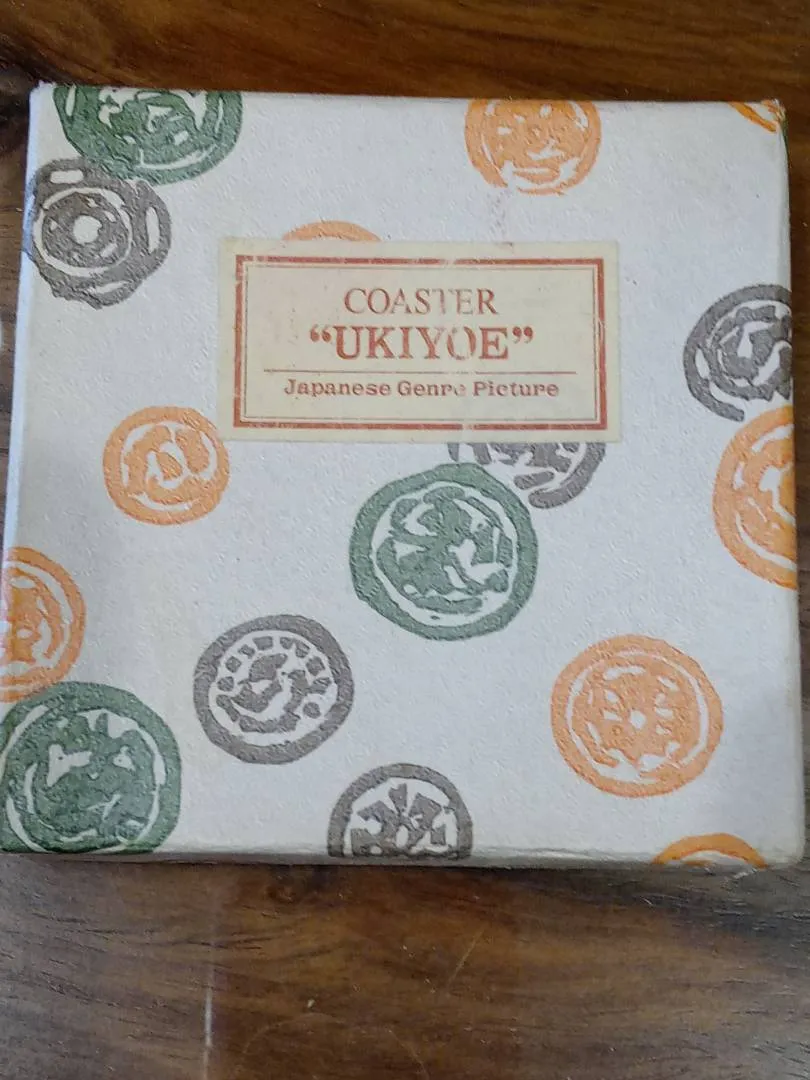 COASTER
“UKIYOE”
Japanese Genre Picture